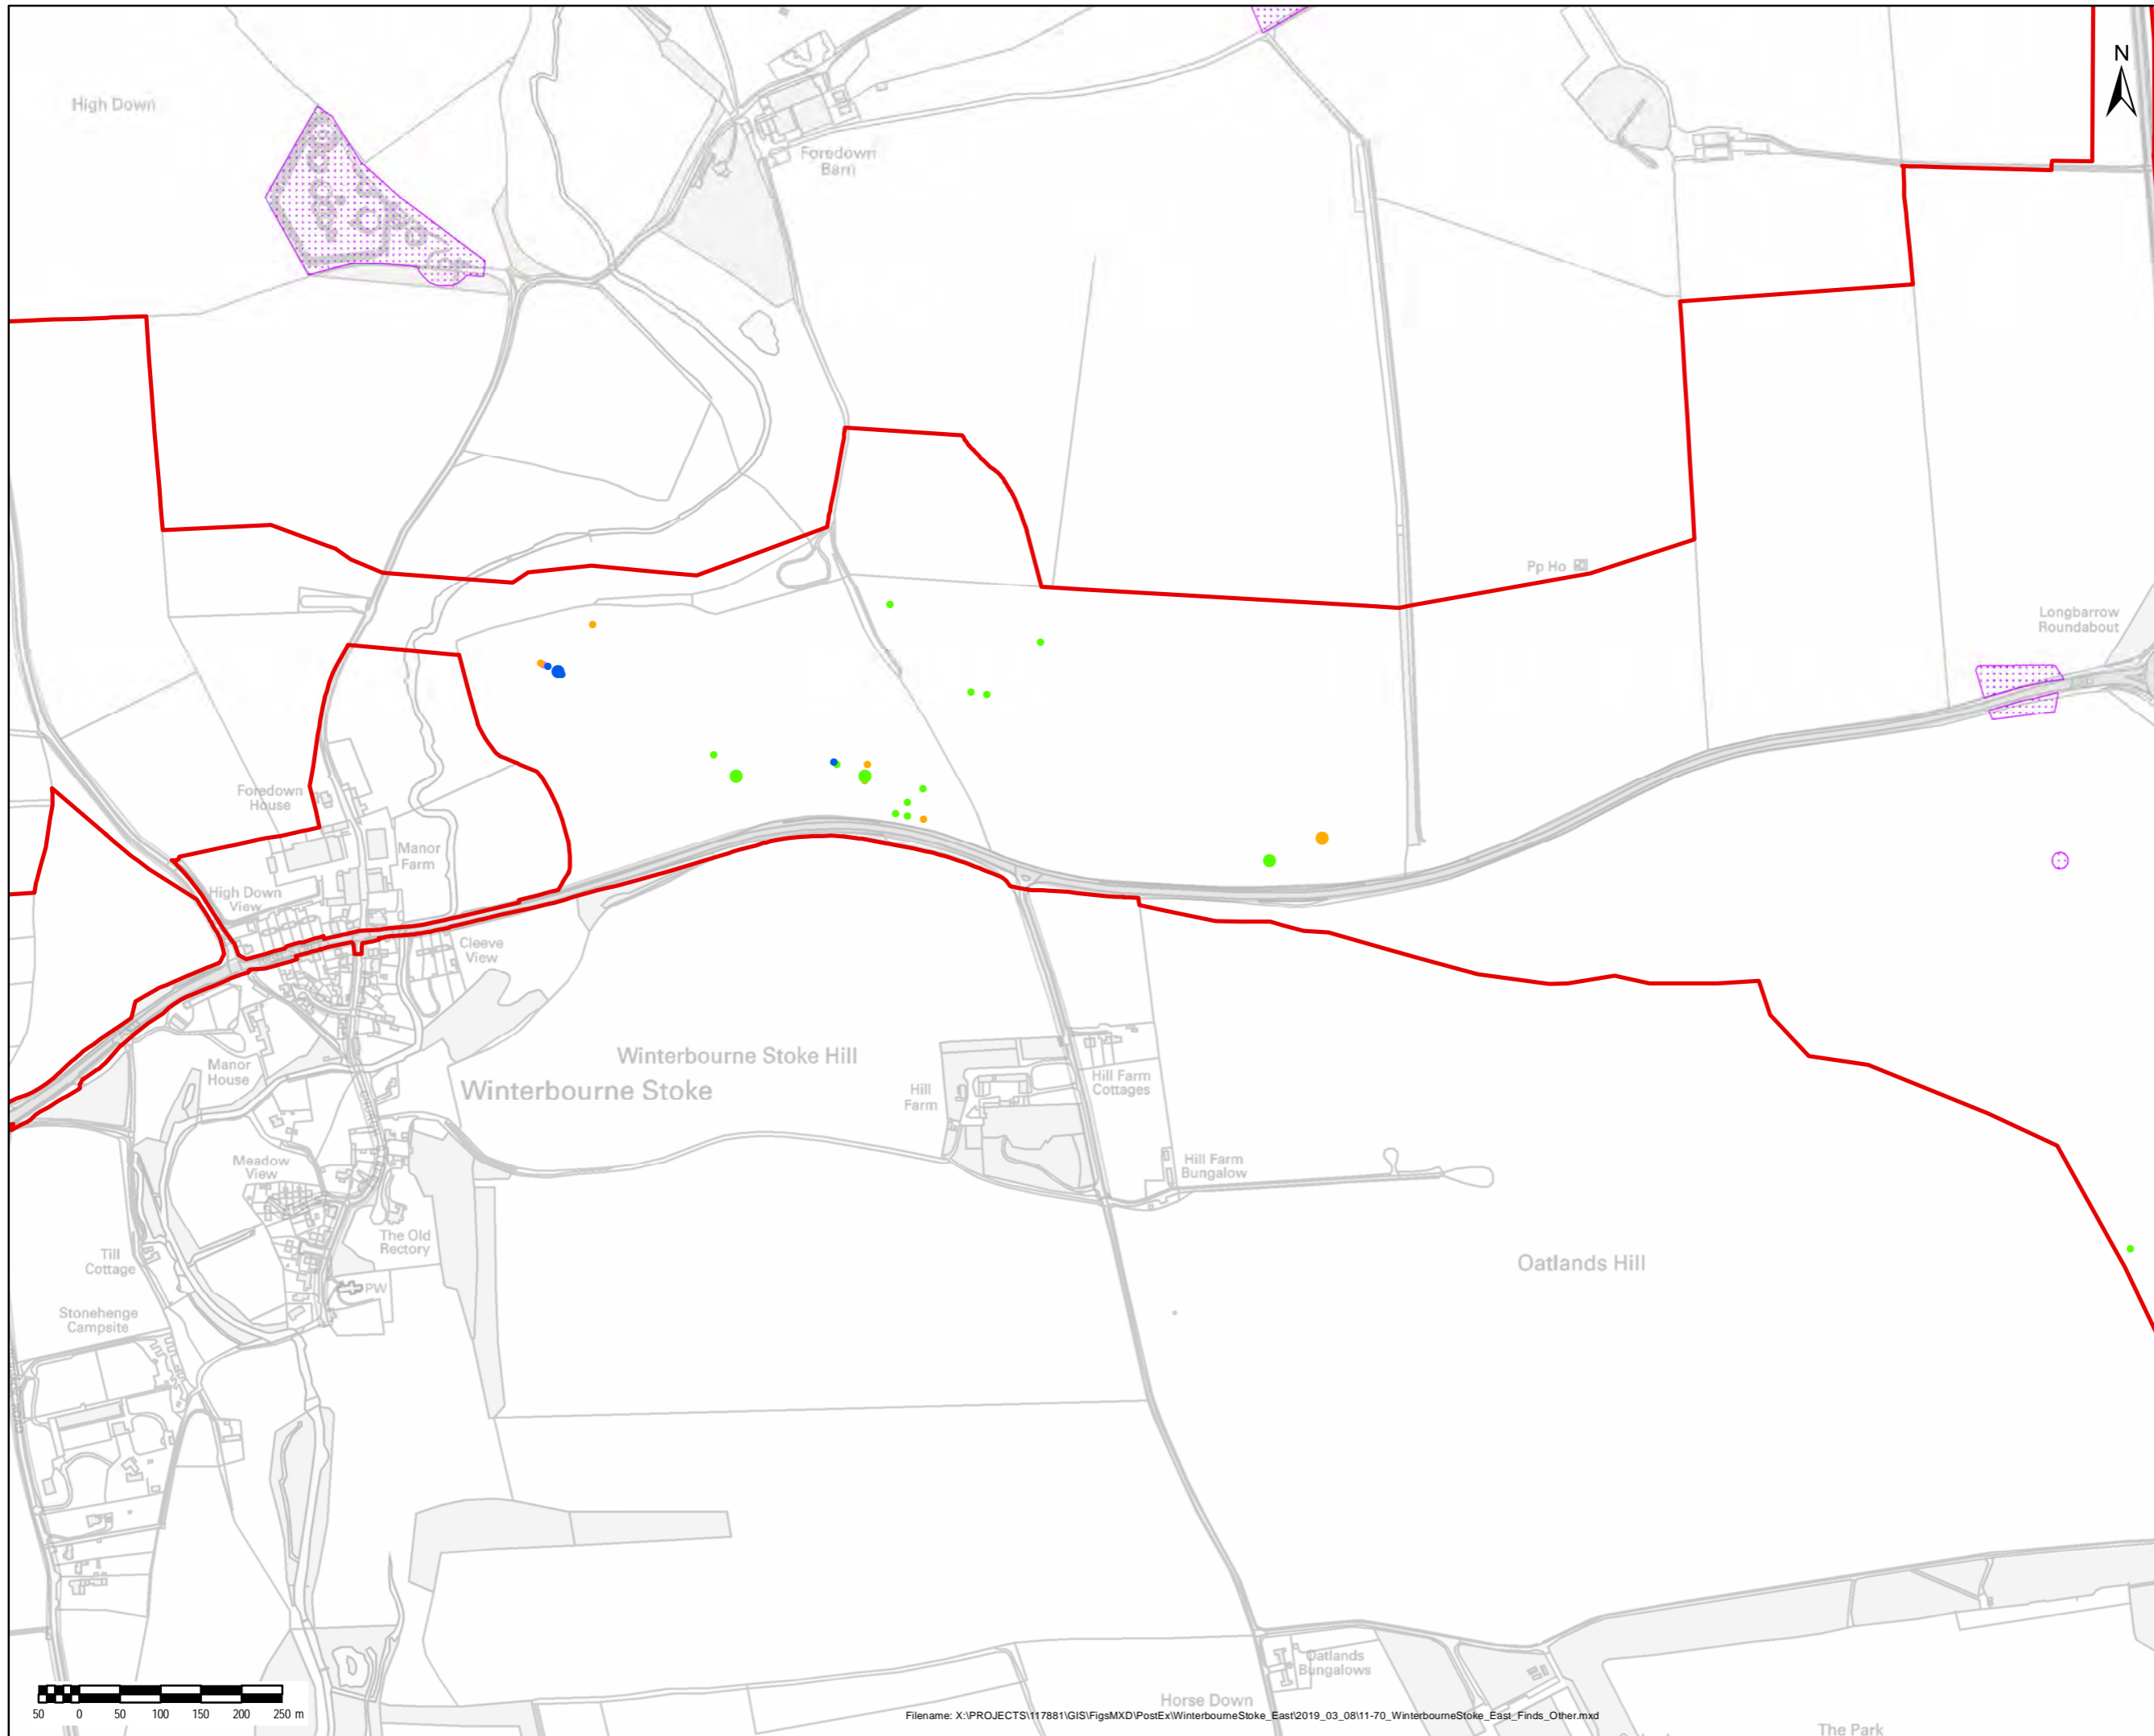 N
High Down
Foredown
Barn
Pp Ho
Longbarrow
Roundabout
Foredown
House
Manor
Farm
High Down
View
Cleeve
View
Winterbourne Stoke Hill
Winterbourne Stoke
Manor
House
Hill
Farm
Hill Farm
Cottages
Meadow
View
Hill Farm
Bungalow
The Old
Rectory
Till
Cottage
Oatlands Hill
PW
Stonehenge
Campsite
Oatlands
Bungalows
Horse Down
The Park
50 0 50 100 150 200 250 m
Filename: X:\PROJECTS\117881\GIS\FigsMXD\PostEx\WinterbourneStoke_East\2019_03_08\11-70_WinterbourneStoke_East_Finds_Other.mxd